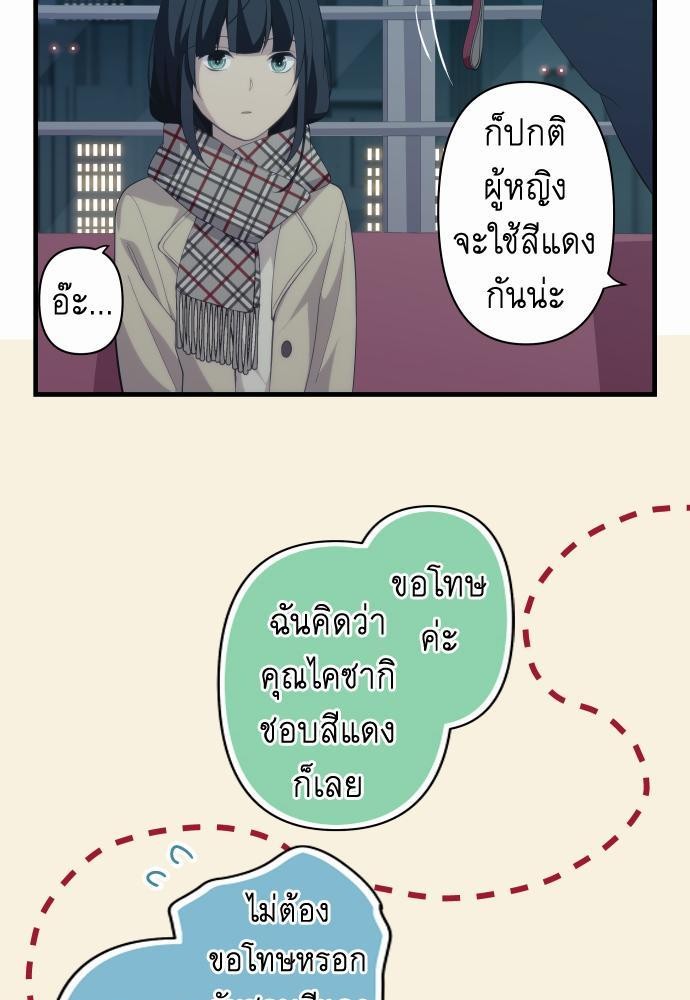 ก็ปกติ
ผู้หญิง
จะใช้สีแดง
กันน่ะ
อ๊ะ...
ขอโทษ
ค่ะ
ฉันคิดว่า
คุณไคซากิ
ชอบสีแดง
ก็เลย
ไม่ต้อง
ขอโทษหรอก